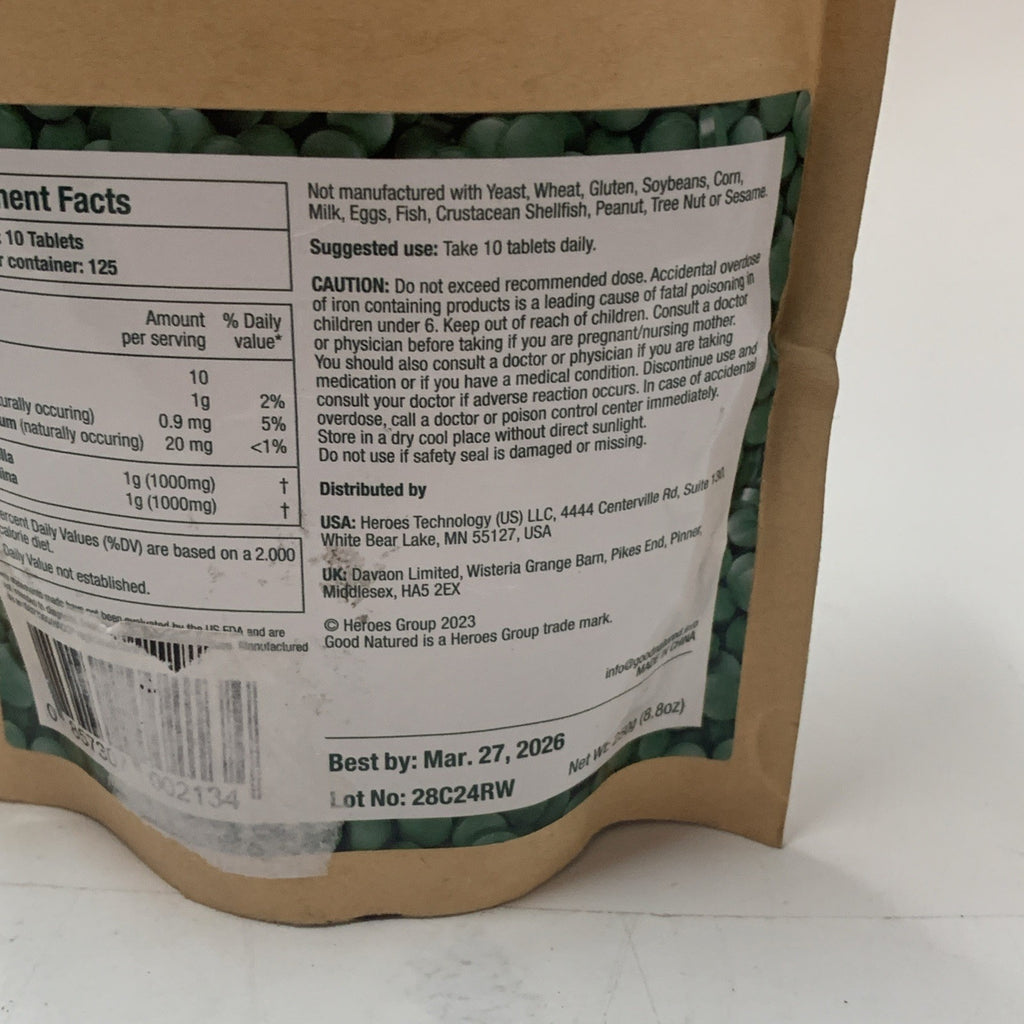 ment Facts
10 Tablets
container: 125
Amount per serving
% Daily value*
10
1g 2%
urally occuring) 0.9 mg 5%
um (naturally occuring) 20 mg <1%
lla 1g (1000mg) †
ina 1g (1000mg) †
ercent Daily Values (%DV) are based on a 2.000
calorie diet.
Daily Value not established.
been evaluated by the US FDA and are
Manufactured
0 002134
Not manufactured with Yeast, Wheat, Gluten, Soybeans, Corn,
Milk, Eggs, Fish, Crustacean Shellfish, Peanut, Tree Nut or Sesame.
Suggested use: Take 10 tablets daily.
CAUTION: Do not exceed recommended dose. Accidental overdose
of iron containing products is a leading cause of fatal poisoning in
children under 6. Keep out of reach of children. Consult a doctor
or physician before taking if you are pregnant/nursing mother.
You should also consult a doctor or physician if you are taking
medication or if you have a medical condition. Discontinue use and
consult your doctor if adverse reaction occurs. In case of accidental
overdose, call a doctor or poison control center immediately.
Store in a dry cool place without direct sunlight.
Do not use if safety seal is damaged or missing.
Distributed by
USA: Heroes Technology (US) LLC, 4444 Centerville Rd, Suite 130,
White Bear Lake, MN 55127, USA
UK: Davaon Limited, Wisteria Grange Barn, Pikes End, Pinner,
Middlesex, HA5 2EX
© Heroes Group 2023
Good Natured is a Heroes Group trade mark.
MADE IN CHINA
Best by: Mar. 27, 2026
Lot No: 28C24RW
Net Wt. 250g (8.8oz)